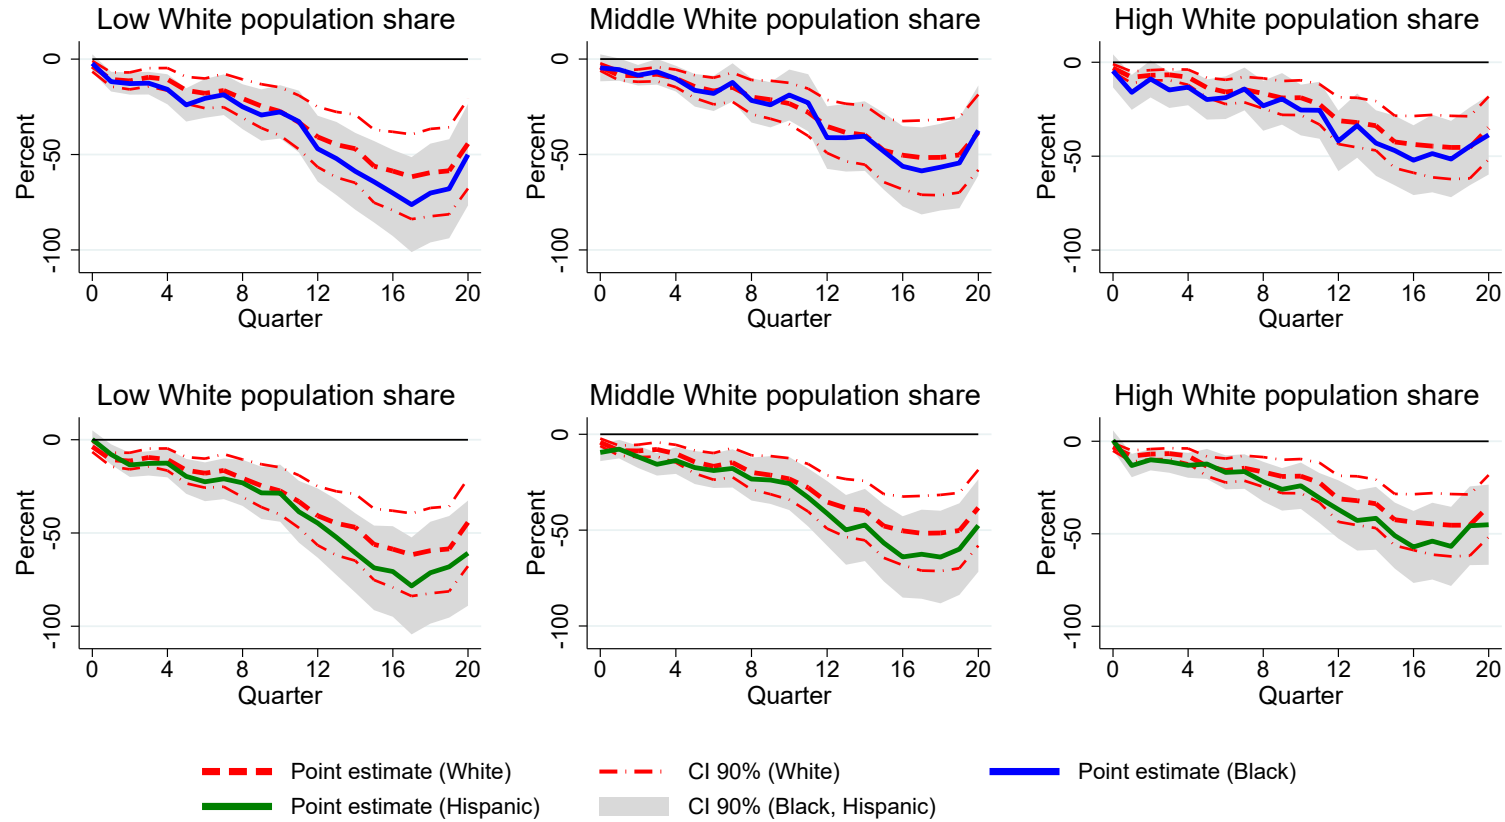 Low White population share
Middle White population share
High White population share
Percent
0
-50
-100
0 4 8 12 16 20
Quarter
Percent
0
-50
-100
0 4 8 12 16 20
Quarter
Percent
0
-50
-100
0 4 8 12 16 20
Quarter
Low White population share
Middle White population share
High White population share
Percent
0
-50
-100
0 4 8 12 16 20
Quarter
Percent
0
-50
-100
0 4 8 12 16 20
Quarter
Percent
0
-50
-100
0 4 8 12 16 20
Quarter
Point estimate (White)
CI 90% (White)
Point estimate (Black)
Point estimate (Hispanic)
CI 90% (Black, Hispanic)